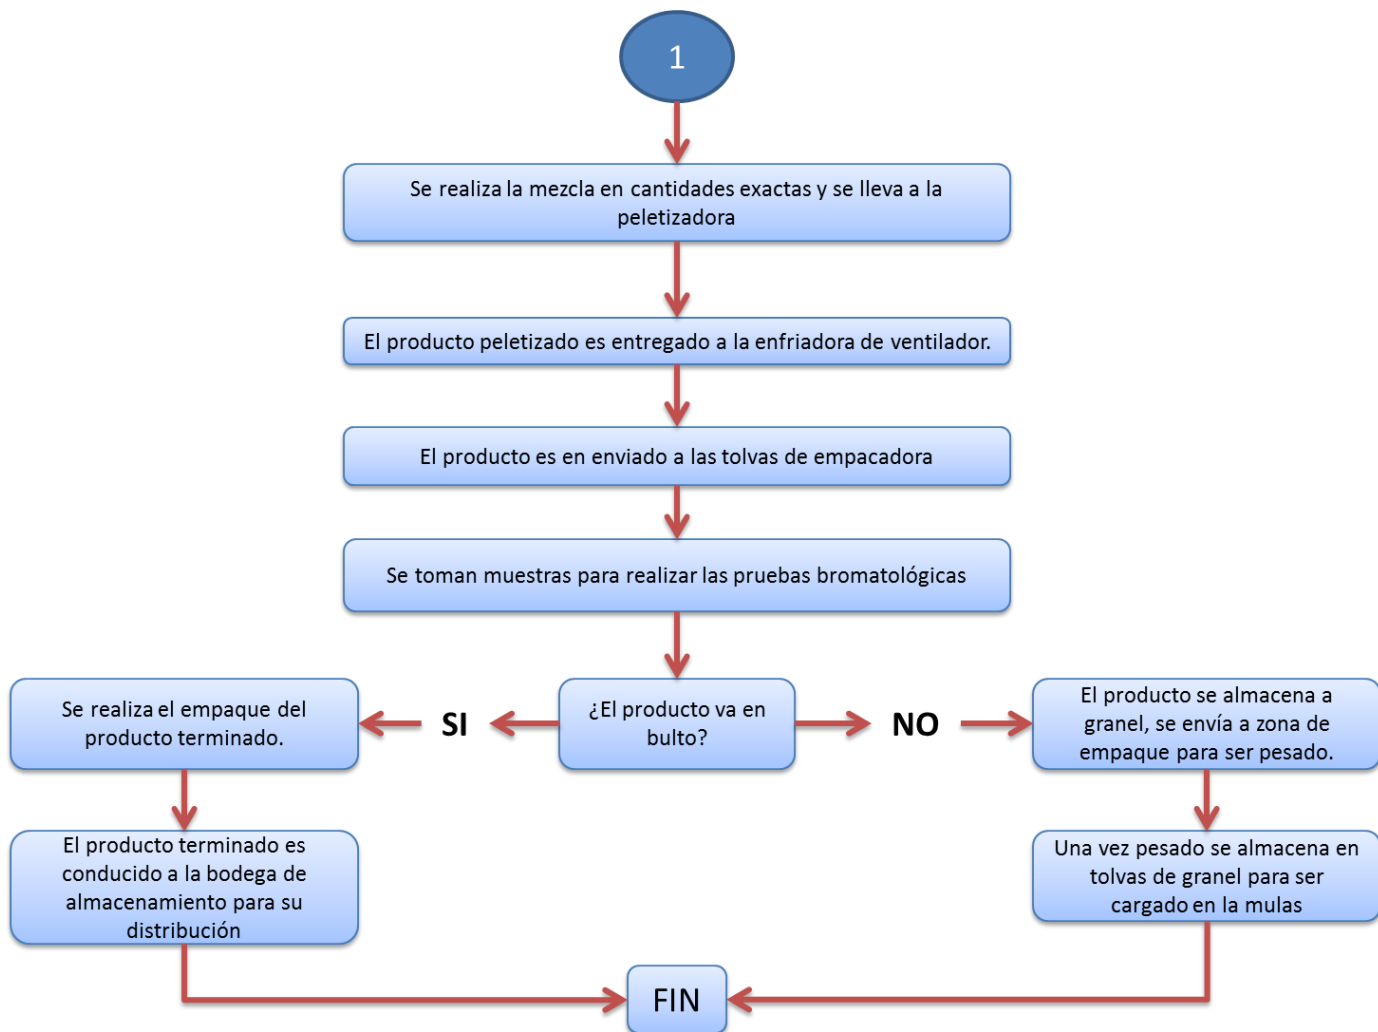 1
Se realiza la mezcla en cantidades exactas y se lleva a la
peletizadora
El producto peletizado es entregado a la enfriadora de ventilador.
El producto es en enviado a las tolvas de empacadora
Se toman muestras para realizar las pruebas bromatológicas
¿El producto va en
bulto?
SI
Se realiza el empaque del
producto terminado.
El producto terminado es
conducido a la bodega de
almacenamiento para su
distribución
NO
El producto se almacena a
granel, se envía a zona de
empaque para ser pesado.
Una vez pesado se almacena en
tolvas de granel para ser
cargado en la mulas
FIN